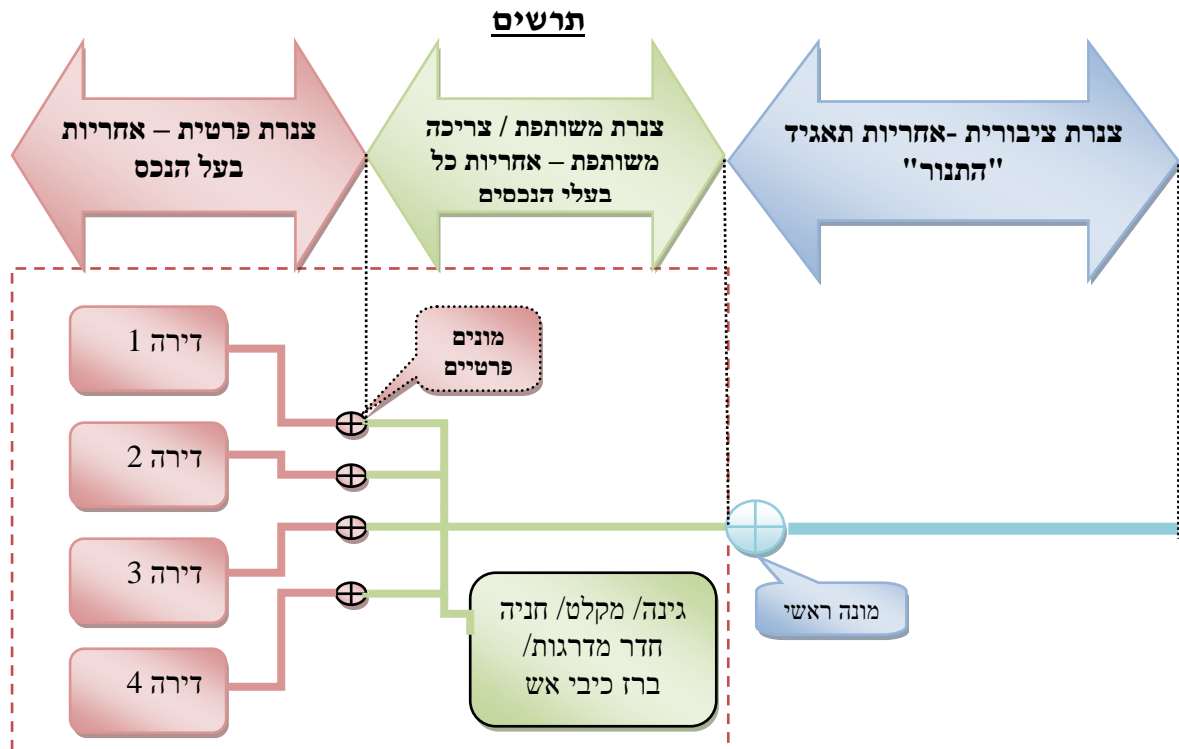 תרשים
צנרת ציבורית -אחריות תאגיד
"התנור"
צנרת משותפת / צריכה
משותפת – אחריות כל
בעלי הנכסים
צנרת פרטית – אחריות
בעל הנכס
מונים
פרטיים
דירה 1
דירה 2
דירה 3
דירה 4
גינה/ מקלט/ חניה
חדר מדרגות/
ברז כיבי אש
מונה ראשי